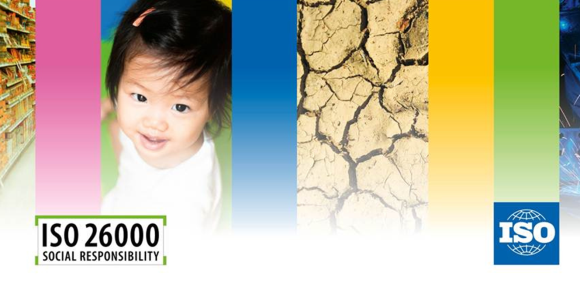 ISO 26000
SOCIAL RESPONSIBILITY
ISO